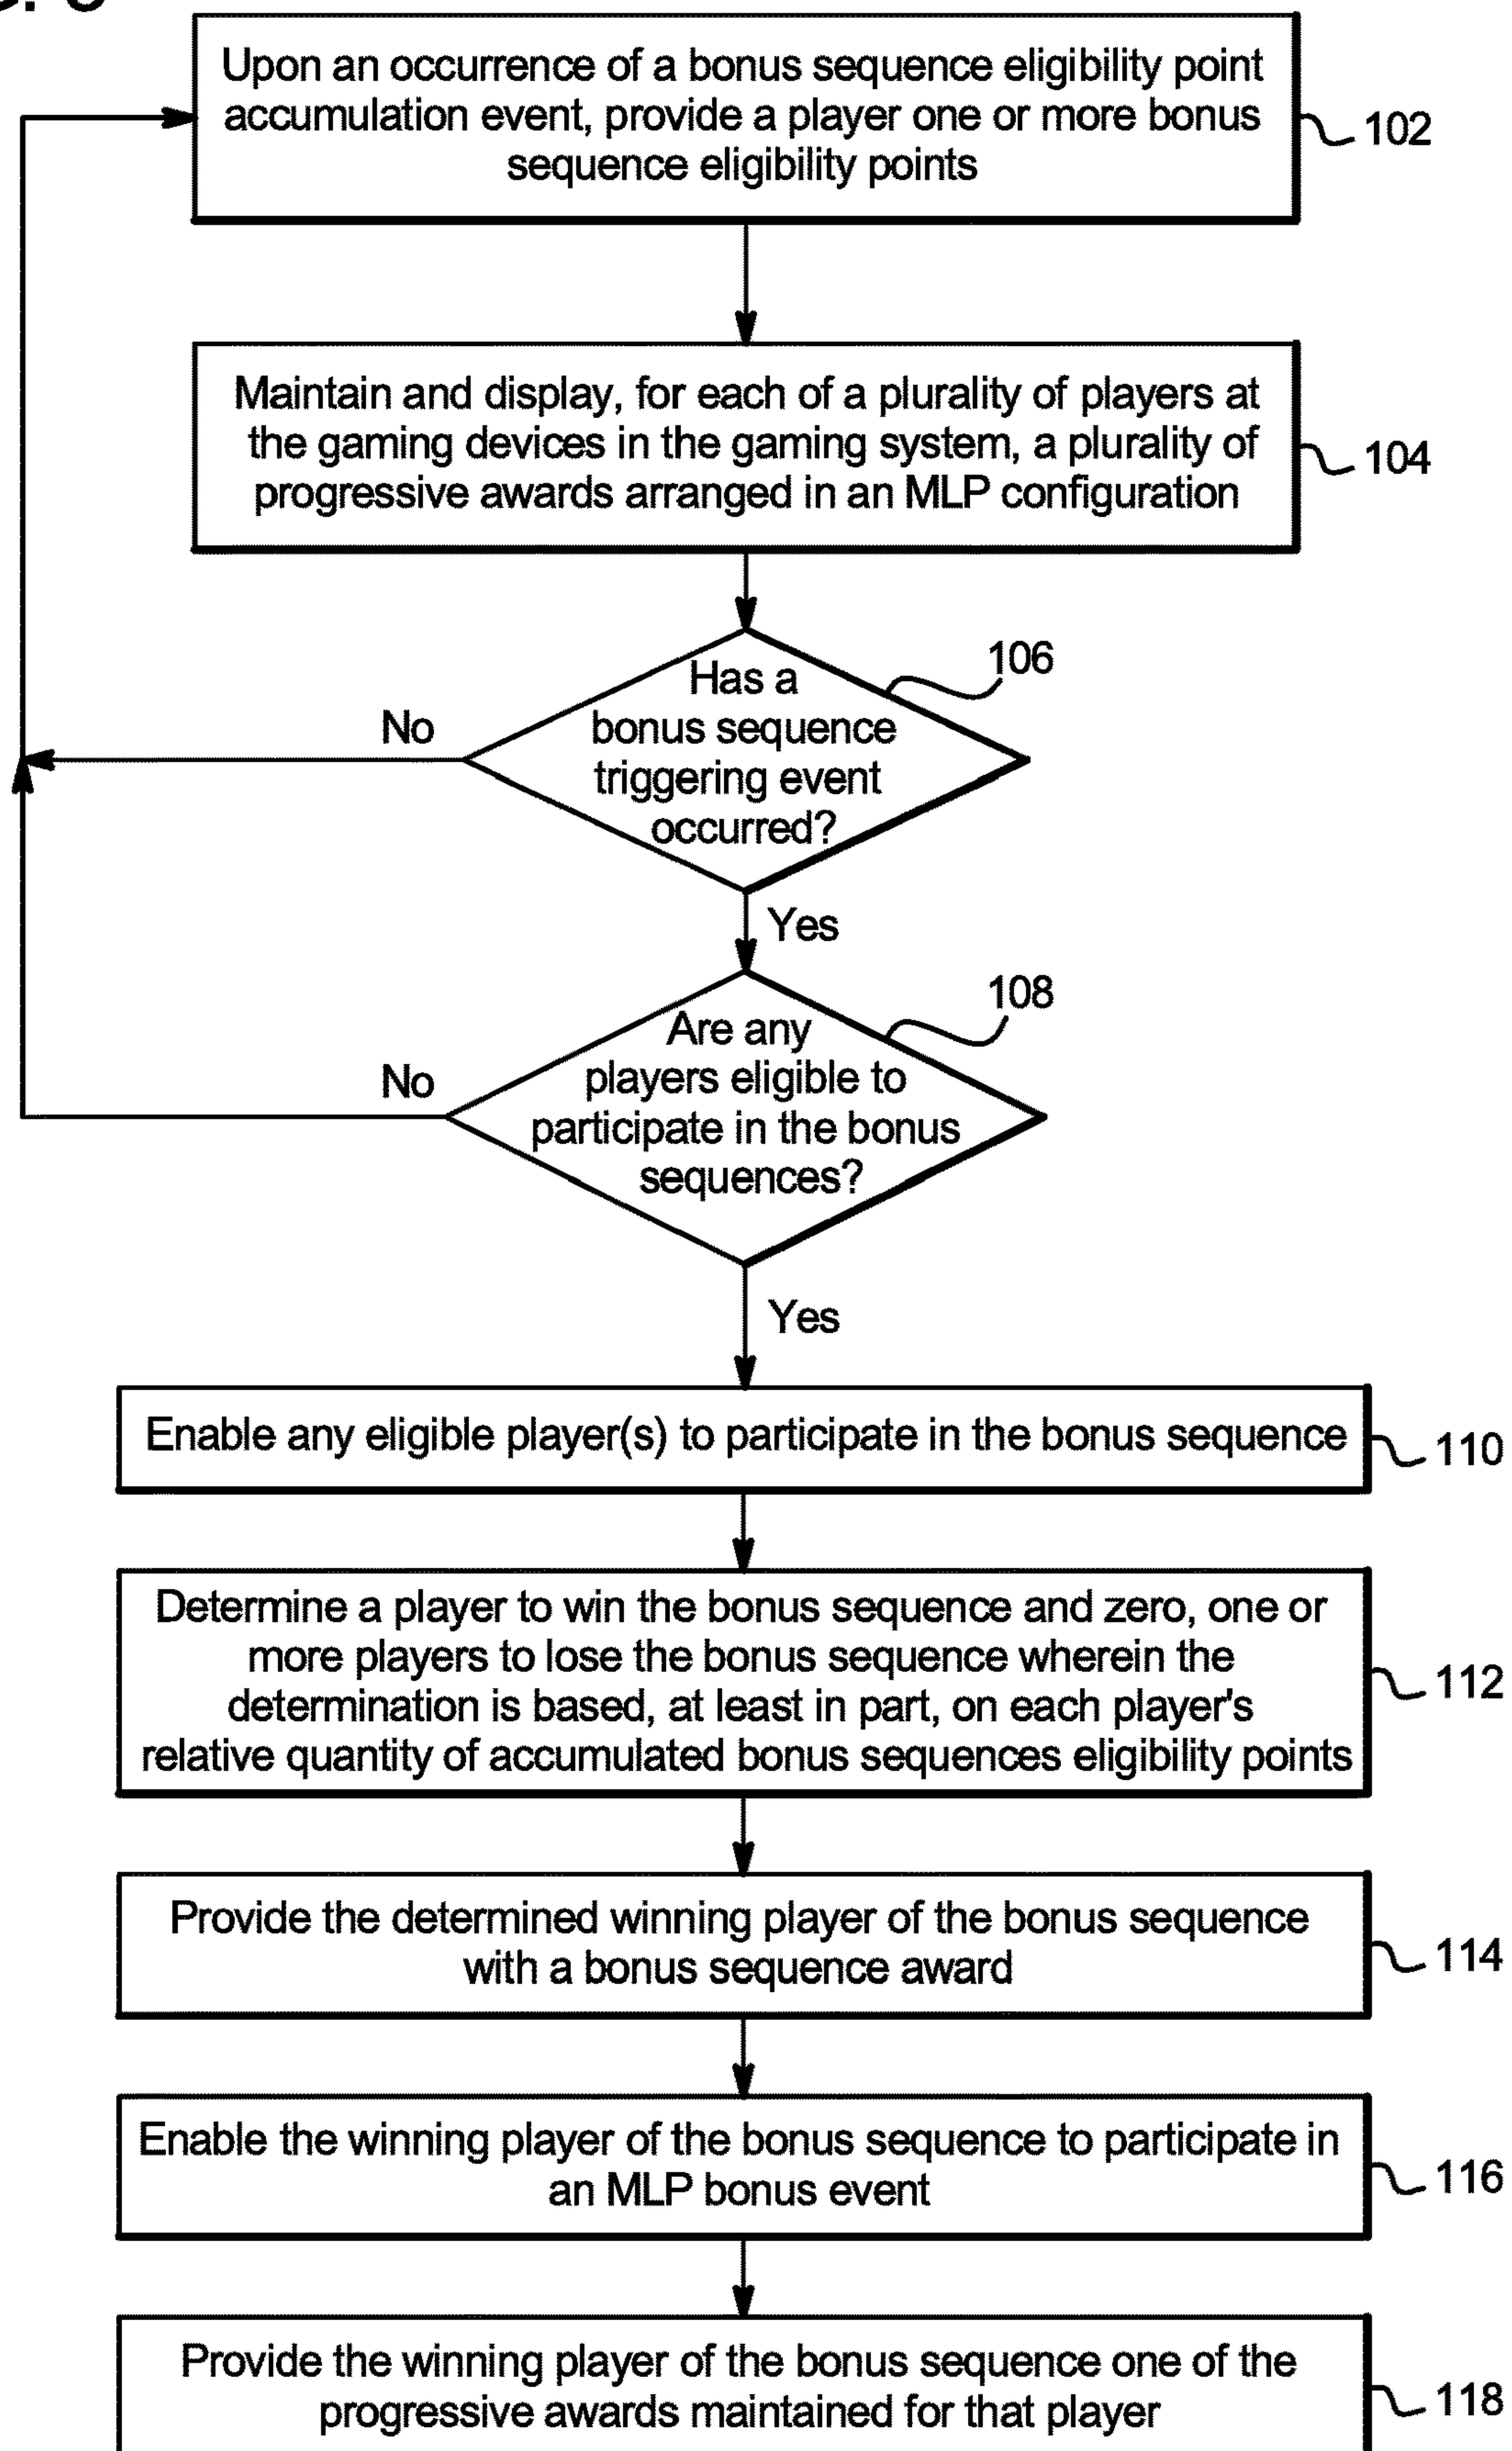 Upon an occurrence of a bonus sequence eligibility point
accumulation event, provide a player one or more bonus
sequence eligibility points
102
Maintain and display, for each of a plurality of players at
the gaming devices in the gaming system, a plurality of
progressive awards arranged in an MLP configuration
104
Has a
bonus sequence
triggering event
occurred?
106
No
Yes
Are any
players eligible to
participate in the bonus
sequences?
108
No
Yes
Enable any eligible player(s) to participate in the bonus sequence
110
Determine a player to win the bonus sequence and zero, one or
more players to lose the bonus sequence wherein the
determination is based, at least in part, on each player's
relative quantity of accumulated bonus sequences eligibility points
112
Provide the determined winning player of the bonus sequence
with a bonus sequence award
114
Enable the winning player of the bonus sequence to participate in
an MLP bonus event
116
Provide the winning player of the bonus sequence one of the
progressive awards maintained for that player
118